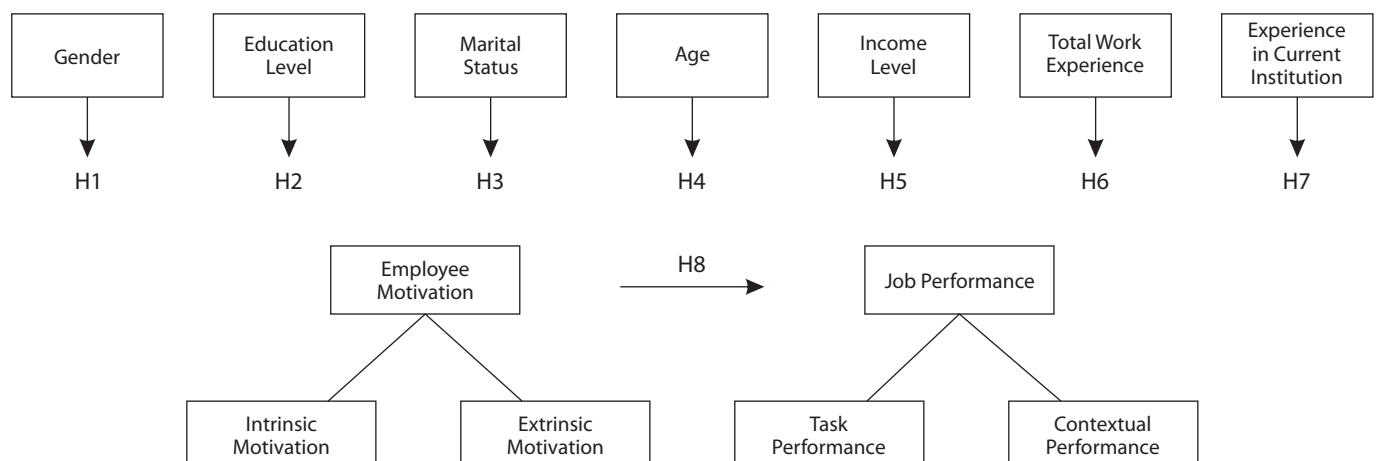 Gender
Education
Level
Marital
Status
Age
Income
Level
Total Work
Experience
Experience
in Current
Institution
H1
H2
H3
H4
H5
H6
H7
Employee
Motivation
H8
Job Performance
Intrinsic
Motivation
Extrinsic
Motivation
Task
Performance
Contextual
Performance